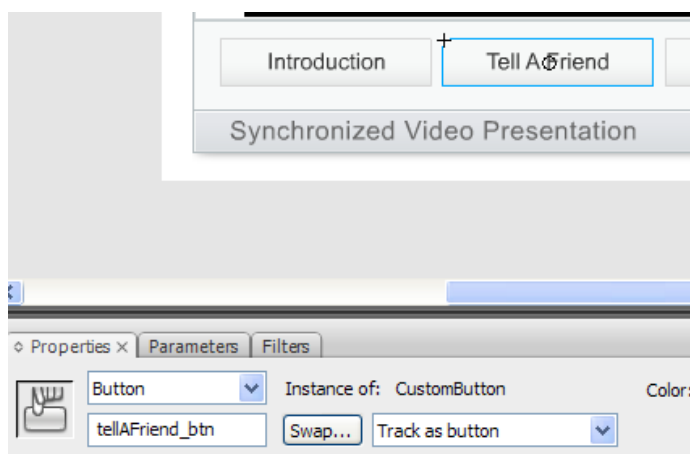 Introduction Tell A Friend
Synchronized Video Presentation
Properties × Parameters Filters
Button Instance of: CustomButton Color:
tellAFriend_btn Swap... Track as button